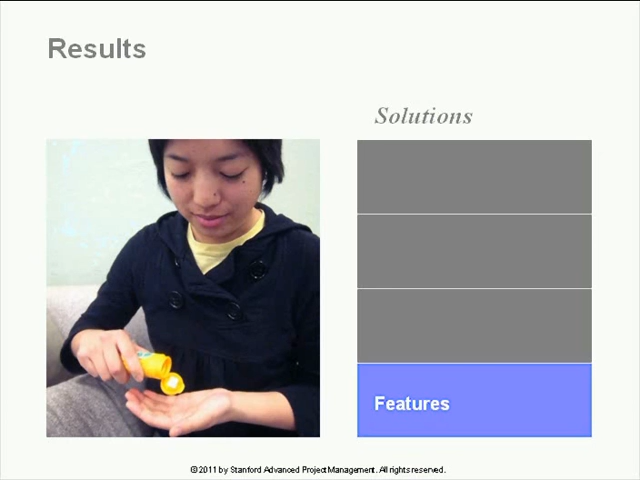 Results
Solutions
Features
© 2011 by Stanford Advanced Project Management. All rights reserved.